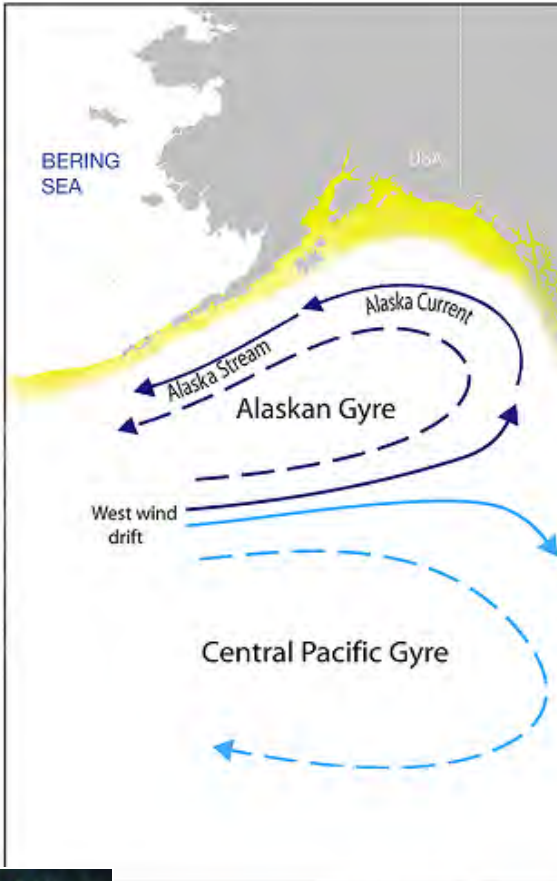 BERING
SEA
USA
Alaska Current
Alaska Stream
Alaskan Gyre
West wind
drift
Central Pacific Gyre